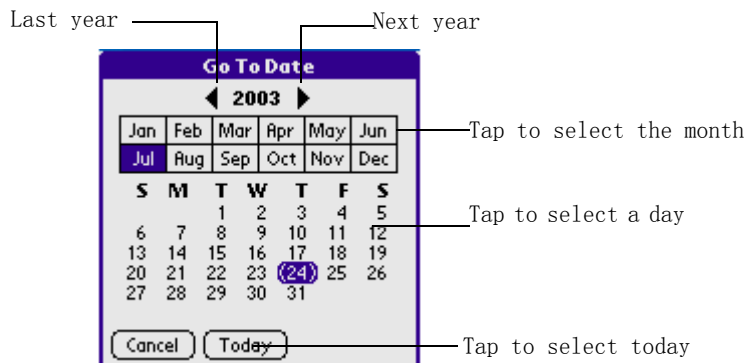 Last year
Next year
Go To Date
2003
Jan Feb Mar Apr May Jun
Tap to select the month
Jul Aug Sep Oct Nov Dec
S M T W T F S
1 2 3 4 5
Tap to select a day
6 7 8 9 10 11 12
13 14 15 16 17 18 19
20 21 22 23 24 25 26
27 28 29 30 31
Cancel Today
Tap to select today